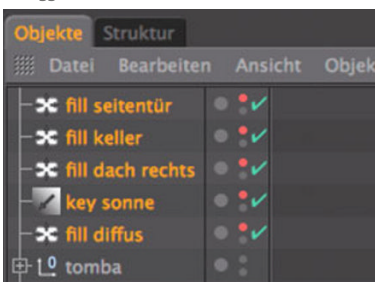 Objekte Struktur
Datei Bearbeiten Ansicht Objek
fill seitentür
fill keller
fill dach rechts
key sonne
fill diffus
tomba